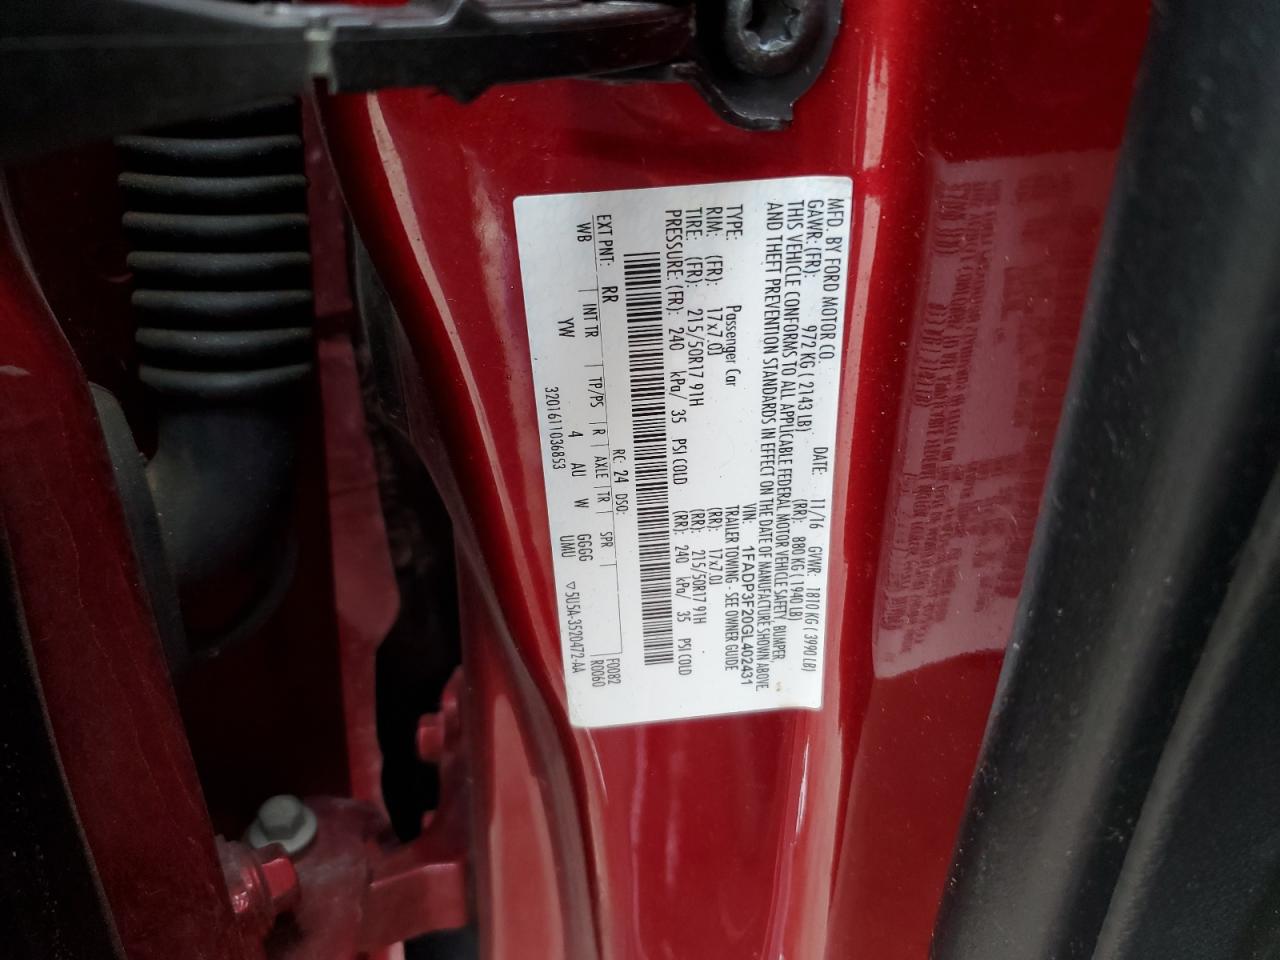 MFD. BY FORD MOTOR CO. DATE: 11/16 GVWR: 1810 KG ( 3990 LB)
GAWR: (FR): 972 KG ( 2143 LB) (RR): 880 KG ( 1940 LB)
THIS VEHICLE CONFORMS TO ALL APPLICABLE FEDERAL MOTOR VEHICLE SAFETY, BUMPER,
AND THEFT PREVENTION STANDARDS IN EFFECT ON THE DATE OF MANUFACTURE SHOWN ABOVE
VIN: 1FADP3F20GL402431
TYPE: Passenger Car TRAILER TOWING - SEE OWNER GUIDE
RIM: (FR): 17x7.0J (RR): 17x7.0J
TIRE: (FR): 215/50R17 91H (RR): 215/50R17 91H
PRESSURE: (FR): 240 kPa/ 35 PSI COLD (RR): 240 kPa/ 35 PSI COLD
RC: 24 DSO: F0082
EXT PNT: RR R0060
WB INT TR TP/PS R AXLE TR SPR
YW 4 AU W GGGG
UMU
3201611036853 ▽5U5A-3520472-AA